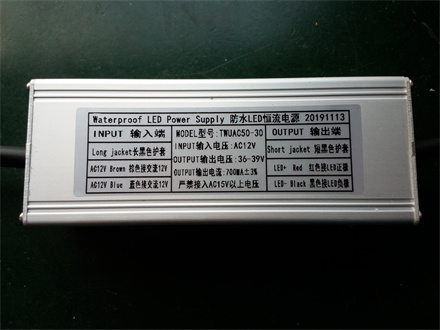 Waterproof LED Power Supply 防水LED恒流电源 20191113
INPUT 输入端
Long jacket长黑色护套
AC12V Brown 棕色接交流12V
AC12V Blue 蓝色接交流12V
MODEL型号: TWUAC50-30
INPUT输入电压:AC12V
OUTPUT输出电压:36-39V
OUTPUT输出电流:700MA±3%
严禁接入AC15V以上电压
OUTPUT 输出端
Short jacket 短黑色护套
LED+ Red 红色接LED正极
LED- Black 黑色接LED负极